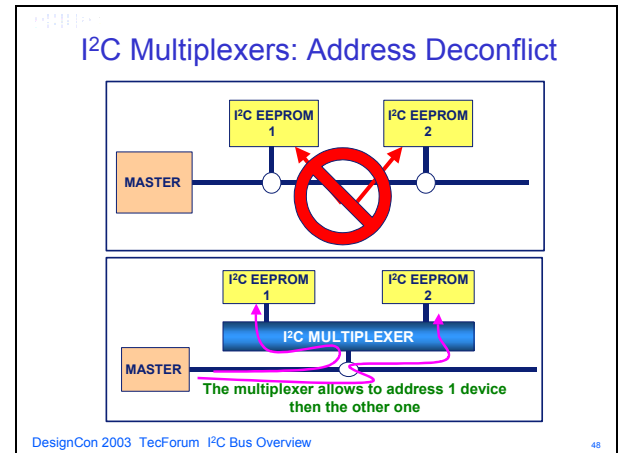 I²C Multiplexers: Address Deconflict
I²C EEPROM
1
I²C EEPROM
2
MASTER
I²C EEPROM
1
I²C EEPROM
2
I²C MULTIPLEXER
MASTER
The multiplexer allows to address 1 device
then the other one
DesignCon 2003 TecForum I²C Bus Overview
48